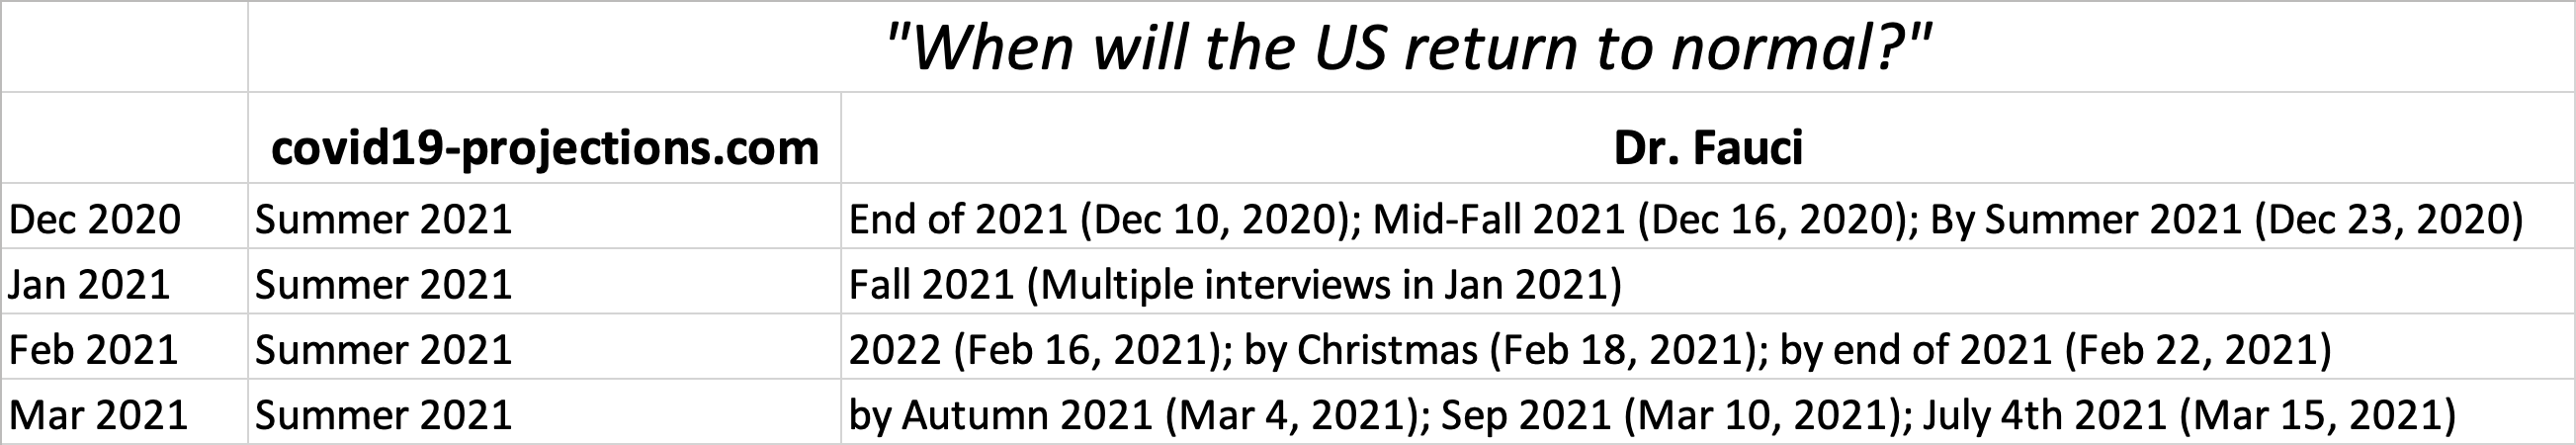 "When will the US return to normal?"
covid19-projections.com Dr. Fauci
Dec 2020 Summer 2021 End of 2021 (Dec 10, 2020); Mid-Fall 2021 (Dec 16, 2020); By Summer 2021 (Dec 23, 2020)
Jan 2021 Summer 2021 Fall 2021 (Multiple interviews in Jan 2021)
Feb 2021 Summer 2021 2022 (Feb 16, 2021); by Christmas (Feb 18, 2021); by end of 2021 (Feb 22, 2021)
Mar 2021 Summer 2021 by Autumn 2021 (Mar 4, 2021); Sep 2021 (Mar 10, 2021); July 4th 2021 (Mar 15, 2021)